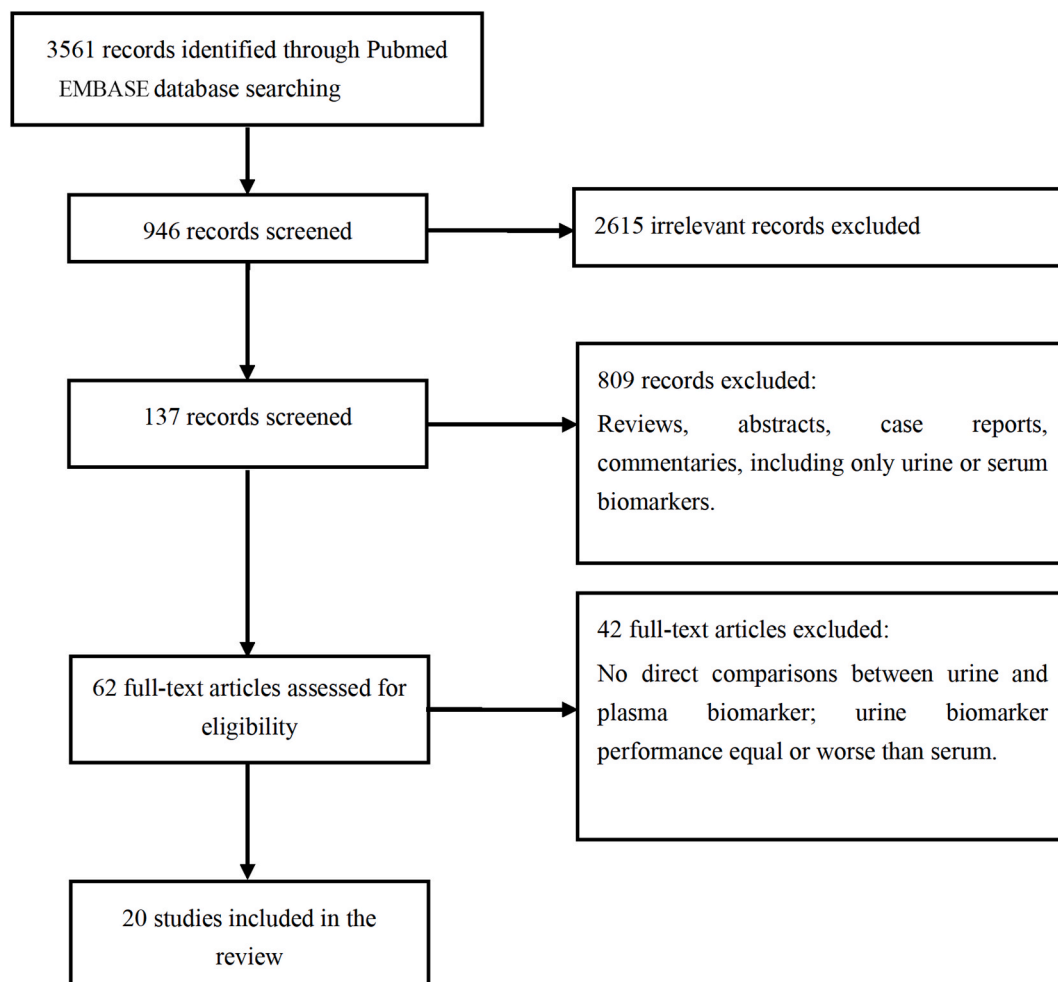 3561 records identified through Pubmed
EMBASE database searching
946 records screened
2615 irrelevant records excluded
137 records screened
809 records excluded:
Reviews, abstracts, case reports,
commentaries, including only urine or serum
biomarkers.
62 full-text articles assessed for
eligibility
42 full-text articles excluded:
No direct comparisons between urine and
plasma biomarker; urine biomarker
performance equal or worse than serum.
20 studies included in the
review